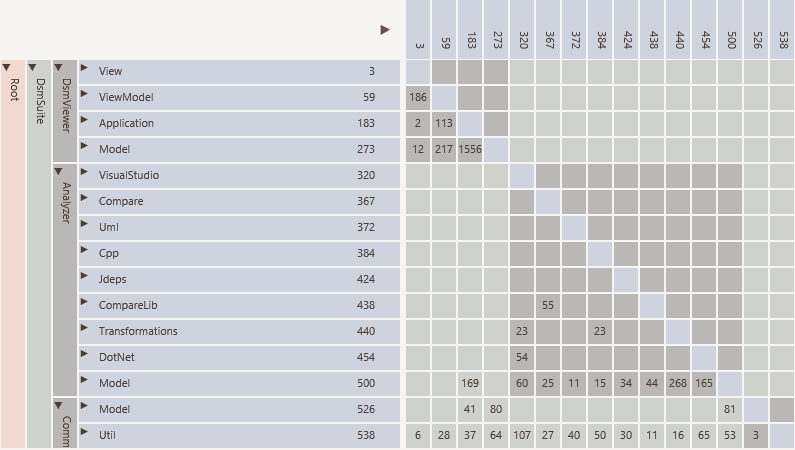 3 59 183 273 320 367 372 384 424 438 440 454 500 526 538
Root
DsmSuite
DsmViewer
View 3
ViewModel 59 186
Application 183 2 113
Model 273 12 217 1556
Analyzer
VisualStudio 320
Compare 367
Uml 372
Cpp 384
Jdeps 424
CompareLib 438 55
Transformations 440 23 23
DotNet 454 54
Model 500 169 60 25 11 15 34 44 268 165
Comm
Model 526 41 80 81
Util 538 6 28 37 64 107 27 40 50 30 11 16 65 53 3